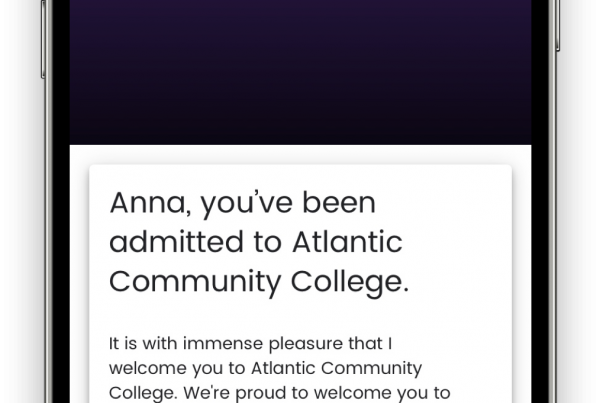 Anna, you’ve been
admitted to Atlantic
Community College.
It is with immense pleasure that I
welcome you to Atlantic Community
College. We're proud to welcome you to